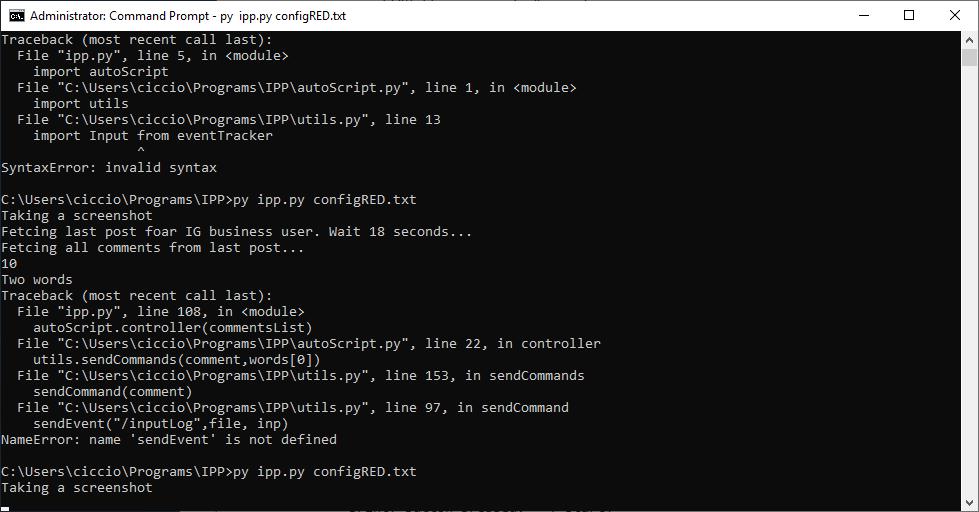 Administrator: Command Prompt - py  ipp.py configRED.txt
Traceback (most recent call last):
  File "ipp.py", line 5, in <module>
    import autoScript
  File "C:\Users\ciccio\Programs\IPP\autoScript.py", line 1, in <module>
    import utils
  File "C:\Users\ciccio\Programs\IPP\utils.py", line 13
    import Input from eventTracker
                 ^
SyntaxError: invalid syntax
C:\Users\ciccio\Programs\IPP>py ipp.py configRED.txt
Taking a screenshot
Fetcing last post foar IG business user. Wait 18 seconds...
Fetcing all comments from last post...
10
Two words
Traceback (most recent call last):
  File "ipp.py", line 108, in <module>
    autoScript.controller(commentsList)
  File "C:\Users\ciccio\Programs\IPP\autoScript.py", line 22, in controller
    utils.sendCommands(comment,words[0])
  File "C:\Users\ciccio\Programs\IPP\utils.py", line 153, in sendCommands
    sendCommand(comment)
  File "C:\Users\ciccio\Programs\IPP\utils.py", line 97, in sendCommand
    sendEvent("/inputLog",file, inp)
NameError: name 'sendEvent' is not defined
C:\Users\ciccio\Programs\IPP>py ipp.py configRED.txt
Taking a screenshot